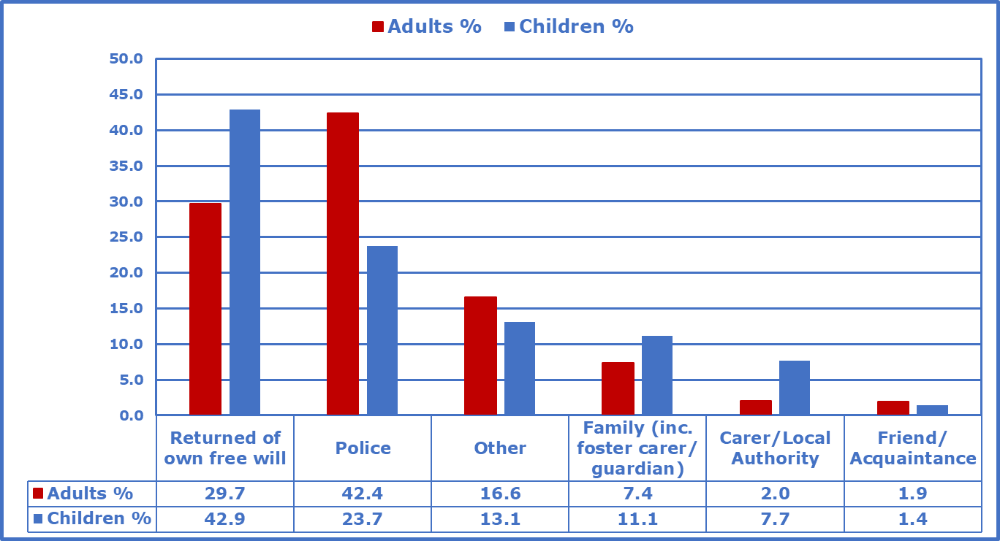 Adults % Children %
50.0
45.0
40.0
35.0
30.0
25.0
20.0
15.0
10.0
5.0
0.0
Returned of
own free will
Police
Other
Family (inc.
foster carer/
guardian)
Carer/Local
Authority
Friend/
Acquaintance
Adults % 29.7 42.4 16.6 7.4 2.0 1.9
Children % 42.9 23.7 13.1 11.1 7.7 1.4